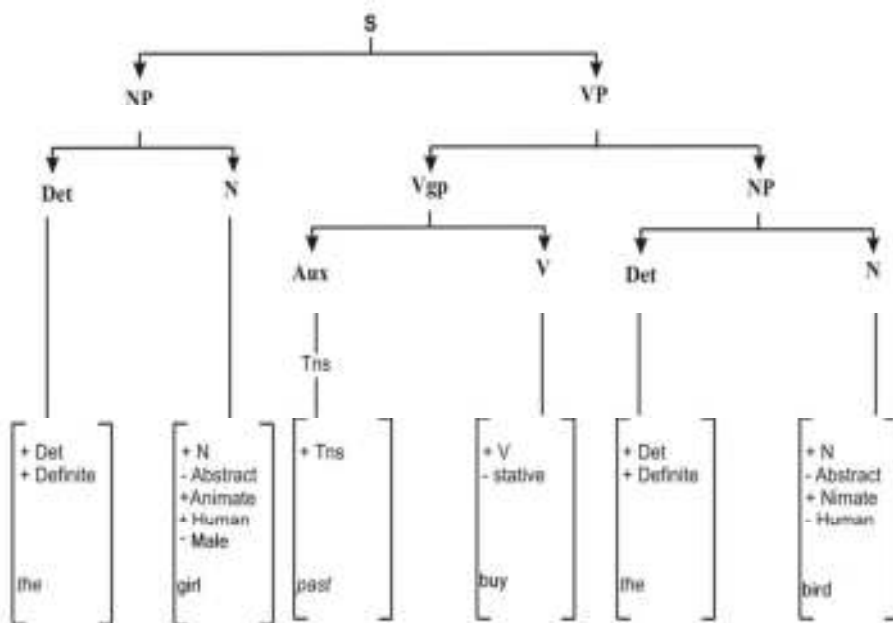 S
NP VP
Det N Vgp NP
Aux V Det N
Tns
+ Det + N + Tns + V + Det + N
+ Definite - Abstract - stative + Definite - Abstract
+Animate + Nimate
+ Human - Human
- Male
the girl past buy the bird